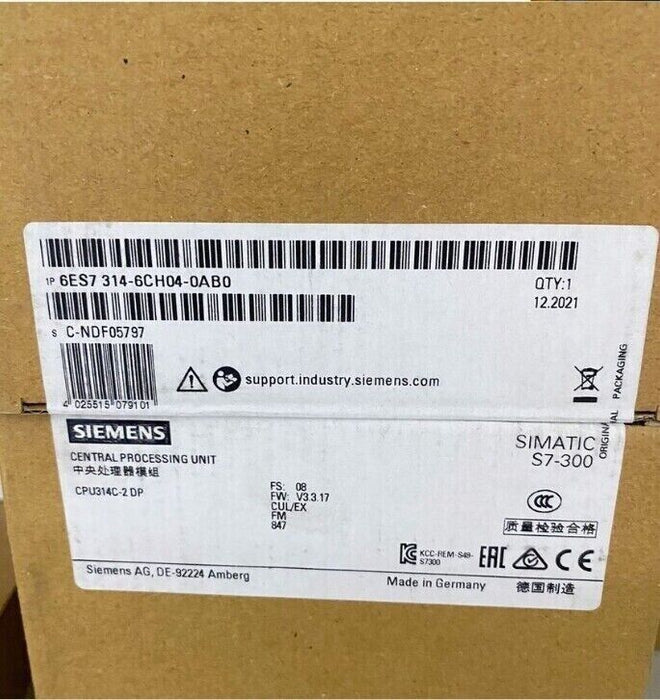 1P 6ES7 314-6CH04-0AB0
QTY:1
12.2021
S C-NDF05797
support.industry.siemens.com
4 025515 079101
ORIGINAL PACKAGING
SIEMENS
SIMATIC
S7-300
CENTRAL PROCESSING UNIT
中央处理器模组
CPU314C-2 DP
FS: 08
FW: V3.3.17
CUL/EX
FM
847
CCC
质量检验合格
KCC-REM-S49-
S7300
EAC
CE
Siemens AG, DE-92224 Amberg
Made in Germany
德国制造